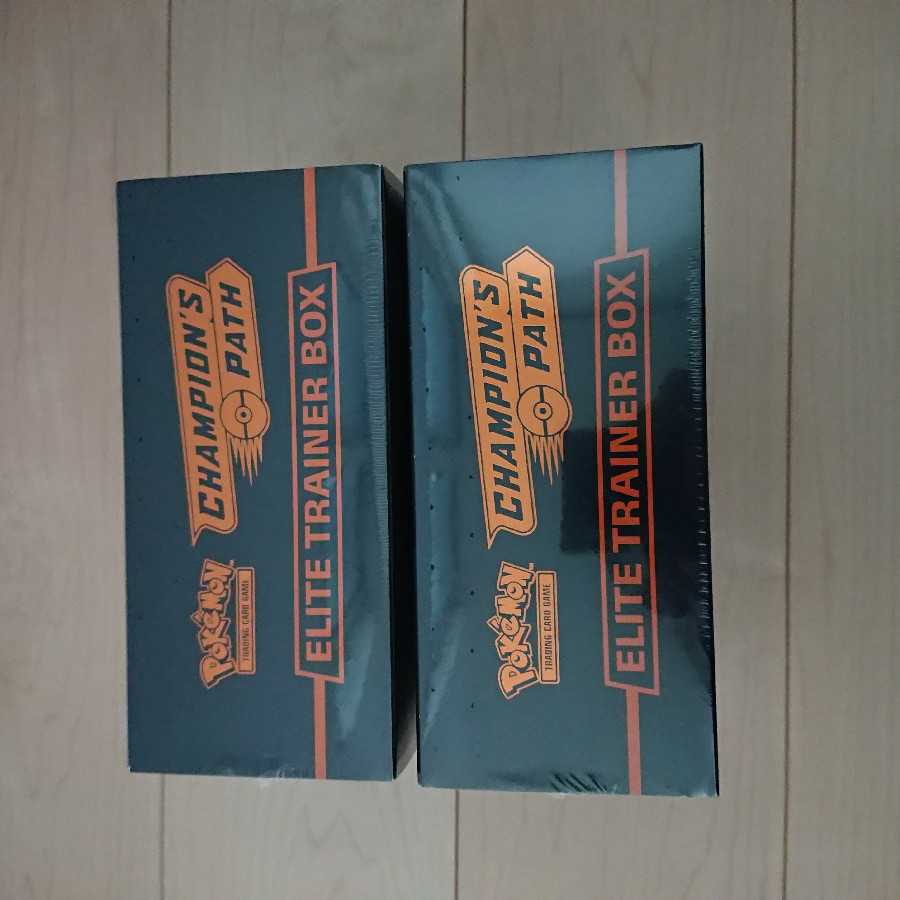 Pokémon
TRADING CARD GAME
CHAMPION'S
PATH
ELITE TRAINER BOX
Pokémon
TRADING CARD GAME
CHAMPION'S
PATH
ELITE TRAINER BOX